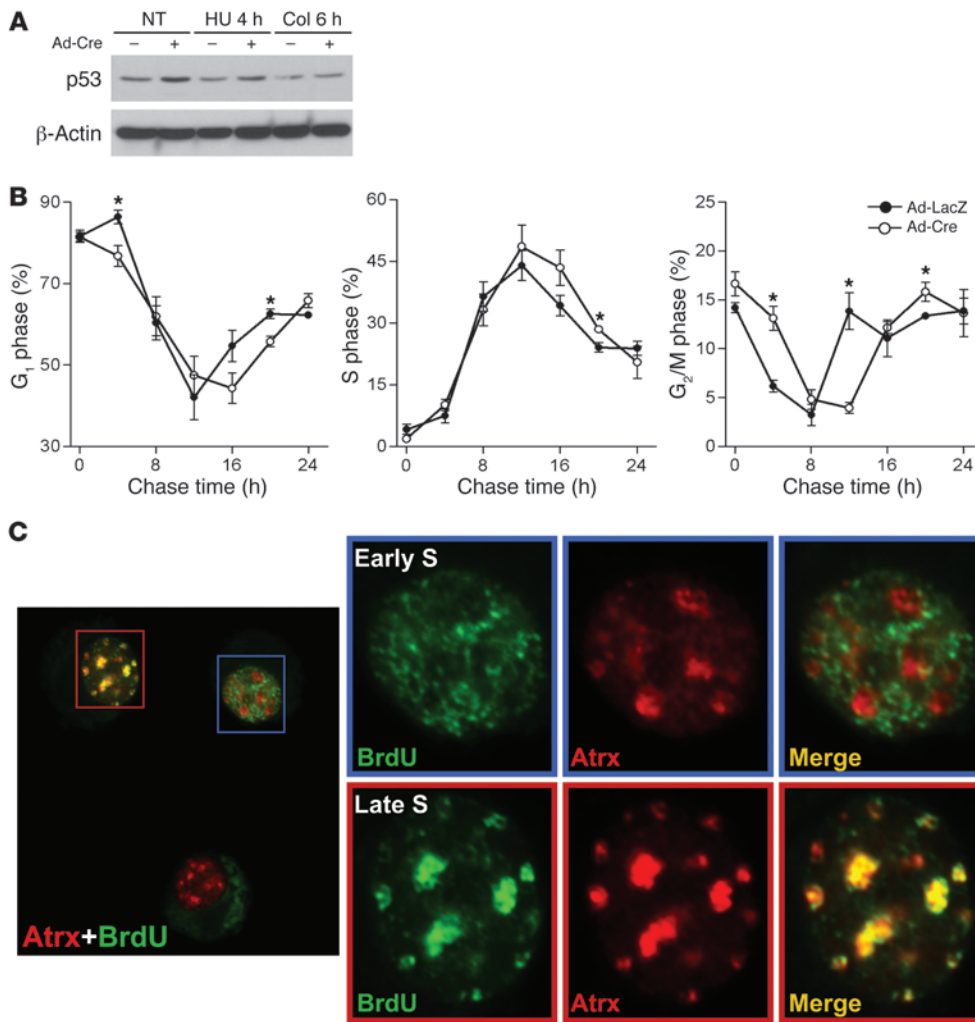 A
NT HU 4 h Col 6 h
Ad-Cre – + – + – +
p53
β-Actin
B
G1 phase (%)
90
70
50
30
*
*
0 8 16 24
Chase time (h)
S phase (%)
60
45
30
15
0
*
0 8 16 24
Chase time (h)
G2/M phase (%)
25
20
15
10
5
0
Ad-LacZ
Ad-Cre
* * *
0 8 16 24
Chase time (h)
C
Atrx+BrdU
Early S
BrdU
Atrx
Merge
Late S
BrdU
Atrx
Merge